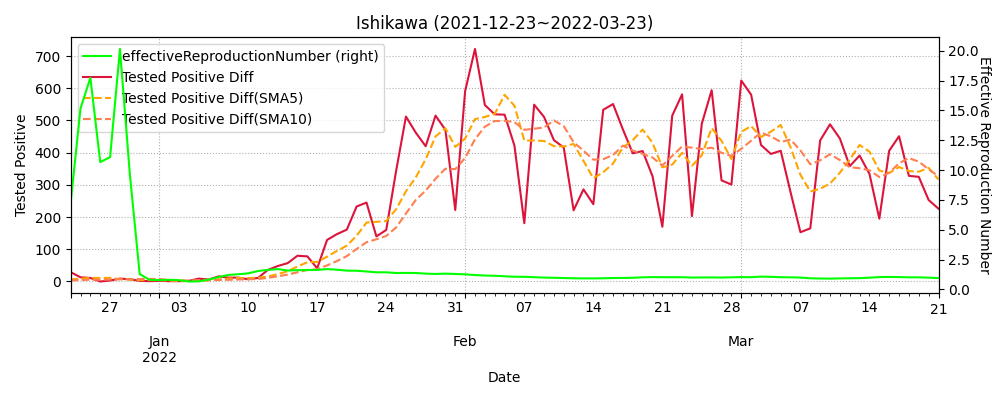 Ishikawa (2021-12-23~2022-03-23)
effectiveReproductionNumber (right)
Tested Positive Diff
Tested Positive Diff(SMA5)
Tested Positive Diff(SMA10)
Tested Positive
700
600
500
400
300
200
100
0
20.0
17.5
15.0
12.5
10.0
7.5
5.0
2.5
0.0
Effective Reproduction Number
27 03 10 17 24 31 07 14 21 28 07 14 21
Jan Feb Mar
2022
Date